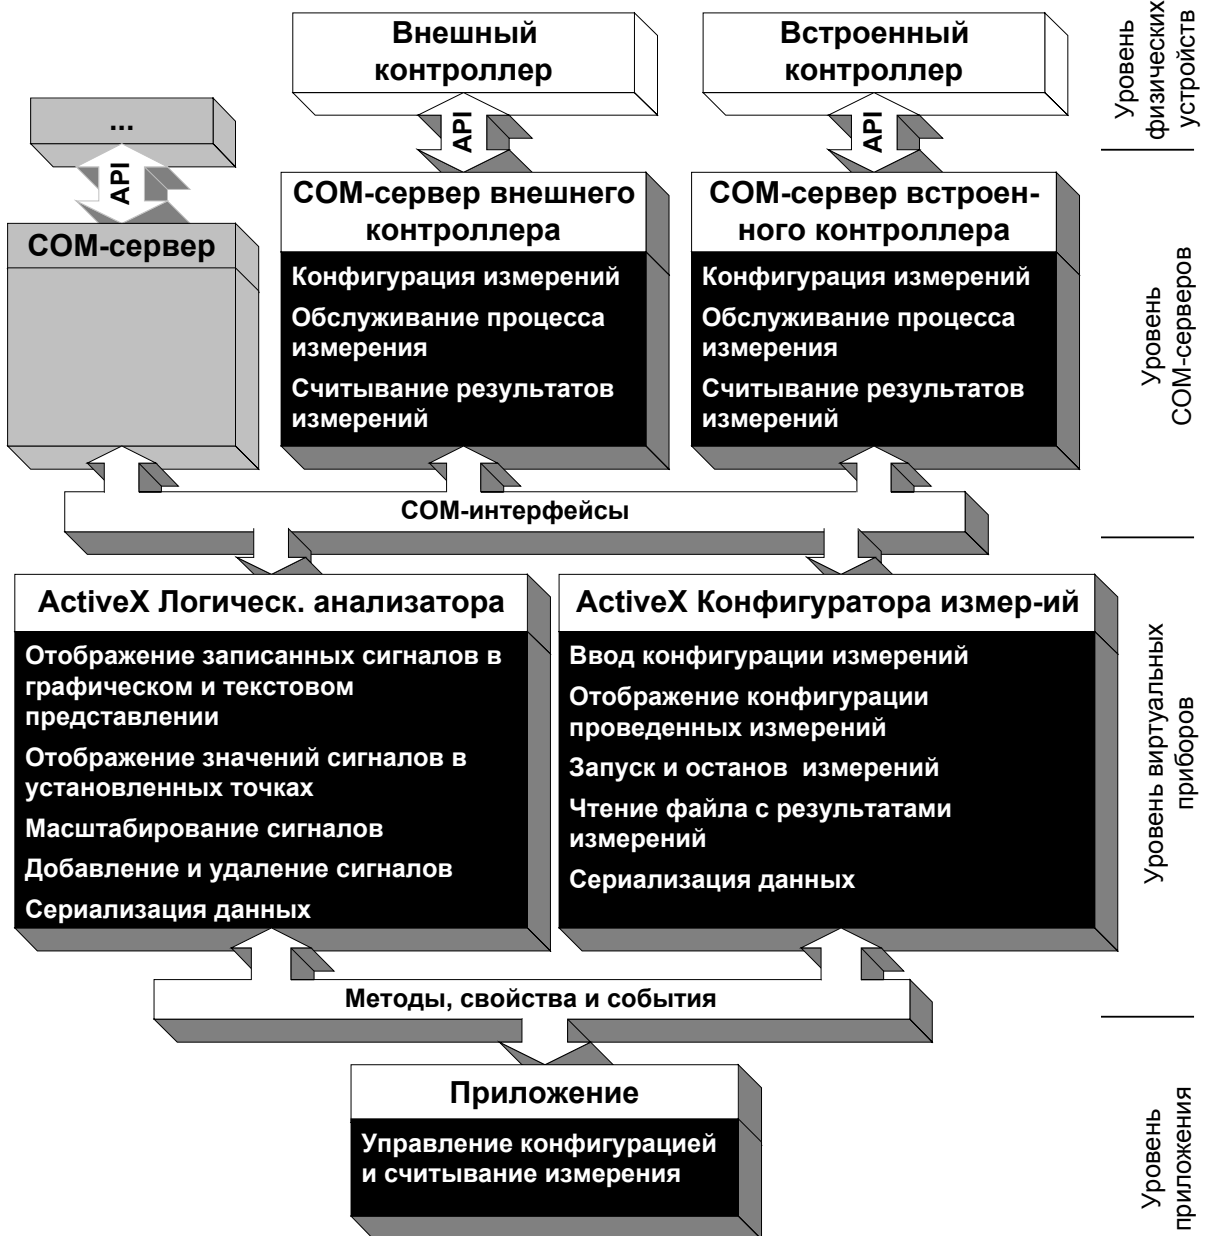 Внешный
контроллер
Встроенный
контроллер
Уровень
физических
устройств
...
API
API
API
COM-сервер
COM-сервер внешнего
контроллера
Конфигурация измерений
Обслуживание процесса
измерения
Считывание результатов
измерений
COM-сервер встроен-
ного контроллера
Конфигурация измерений
Обслуживание процесса
измерения
Считывание результатов
измерений
Уровень
COM-серверов
COM-интерфейсы
ActiveX Логическ. анализатора
Отображение записанных сигналов в
графическом и текстовом
представлении
Отображение значений сигналов в
установленных точках
Масштабирование сигналов
Добавление и удаление сигналов
Сериализация данных
ActiveX Конфигуратора измер-ий
Ввод конфигурации измерений
Отображение конфигурации
проведенных измерений
Запуск и останов измерений
Чтение файла с результатами
измерений
Сериализация данных
Уровень виртуальных
приборов
Методы, свойства и события
Приложение
Управление конфигурацией
и считывание измерения
Уровень
приложения